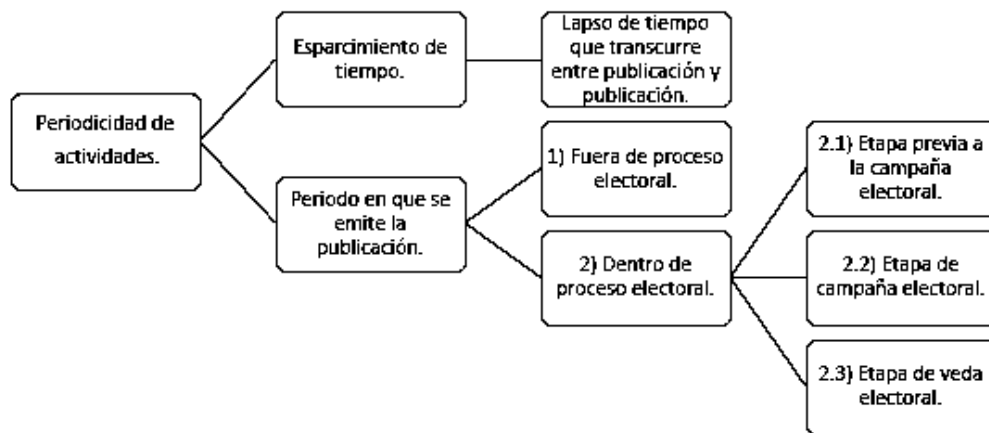 Periodicidad de
actividades.
Esparcimiento de
tiempo.
Lapso de tiempo
que transcurre
entre publicación y
publicación.
Periodo en que se
emite la
publicación.
1) Fuera de proceso
electoral.
2) Dentro de
proceso electoral.
2.1) Etapa previa a
la campaña
electoral.
2.2) Etapa de
campaña electoral.
2.3) Etapa de veda
electoral.